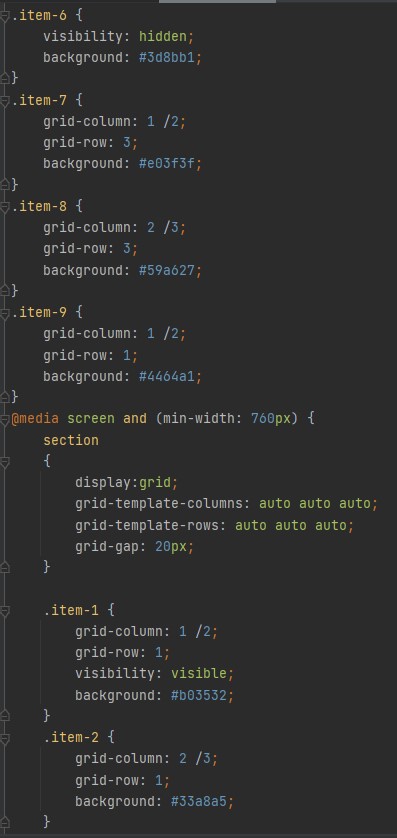 .item-6 {
visibility: hidden;
background: #3d8bb1;
}
.item-7 {
grid-column: 1 /2;
grid-row: 3;
background: #e03f3f;
}
.item-8 {
grid-column: 2 /3;
grid-row: 3;
background: #59a627;
}
.item-9 {
grid-column: 1 /2;
grid-row: 1;
background: #4464a1;
}
@media screen and (min-width: 760px) {
section
{
display:grid;
grid-template-columns: auto auto auto;
grid-template-rows: auto auto auto;
grid-gap: 20px;
}
.item-1 {
grid-column: 1 /2;
grid-row: 1;
visibility: visible;
background: #b03532;
}
.item-2 {
grid-column: 2 /3;
grid-row: 1;
background: #33a8a5;
}